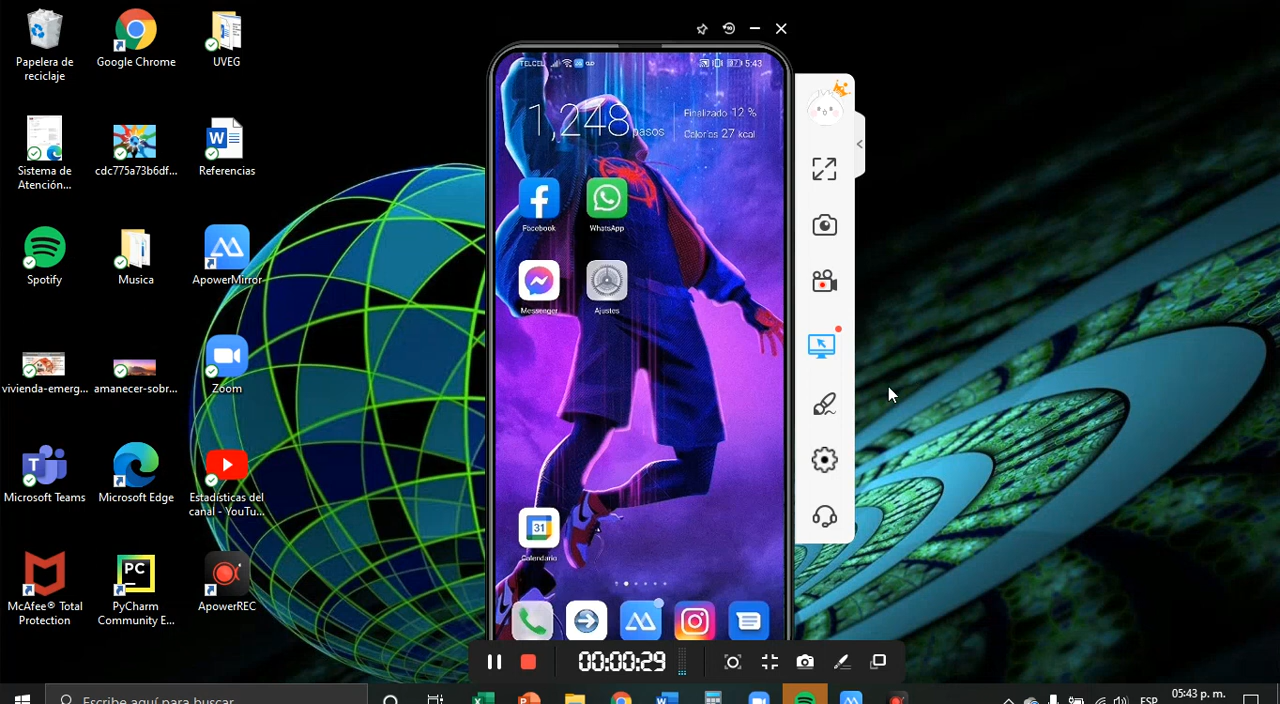 Papelera de
reciclaje
Google Chrome
UVEG
Sistema de
Atención...
cdc775a73b6df...
Referencias
Spotify
Musica
ApowerMirror
vivienda-emerg...
amanecer-sobr...
Zoom
Microsoft Teams
Microsoft Edge
Estadísticas del
canal - YouTu...
McAfee® Total
Protection
PyCharm
Community E...
ApowerREC
TELCEL
5:43
1,248 pasos
Finalizado 12 %
Calorías 27 kcal
Facebook
WhatsApp
Messenger
Ajustes
31
Calendario
00:00:29
Escribe aquí para buscar
ESP
05:43 p. m.